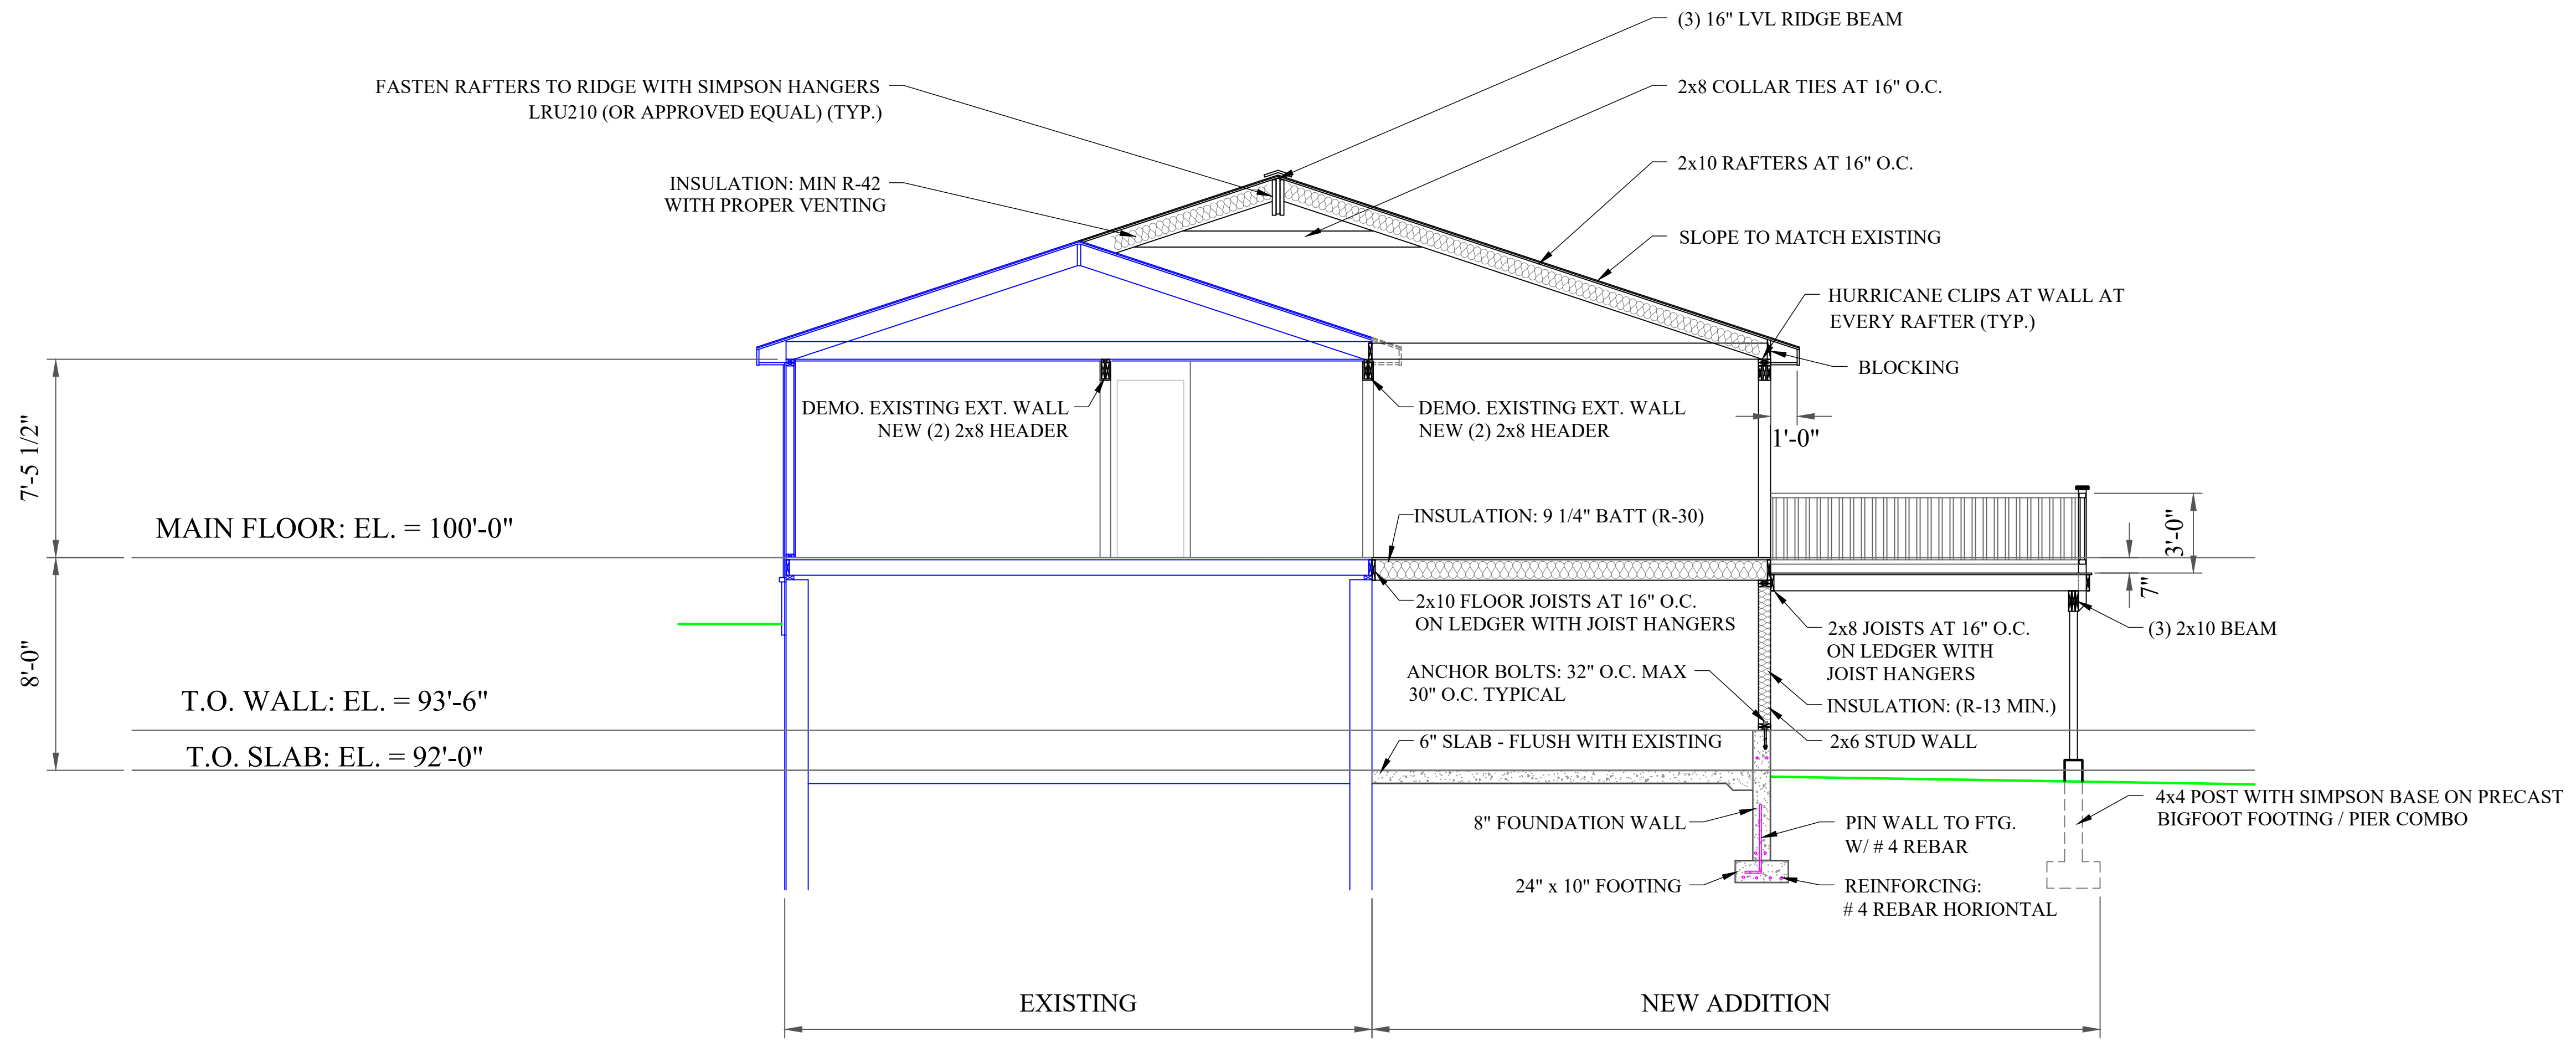 (3) 16" LVL RIDGE BEAM
FASTEN RAFTERS TO RIDGE WITH SIMPSON HANGERS
LRU210 (OR APPROVED EQUAL) (TYP.)
2x8 COLLAR TIES AT 16" O.C.
2x10 RAFTERS AT 16" O.C.
INSULATION: MIN R-42
WITH PROPER VENTING
SLOPE TO MATCH EXISTING
HURRICANE CLIPS AT WALL AT
EVERY RAFTER (TYP.)
BLOCKING
DEMO. EXISTING EXT. WALL
NEW (2) 2x8 HEADER
DEMO. EXISTING EXT. WALL
NEW (2) 2x8 HEADER
1'-0"
7'-5 1/2"
MAIN FLOOR: EL. = 100'-0"
INSULATION: 9 1/4" BATT (R-30)
3'-0"
7"
2x10 FLOOR JOISTS AT 16" O.C.
ON LEDGER WITH JOIST HANGERS
2x8 JOISTS AT 16" O.C.
ON LEDGER WITH
JOIST HANGERS
(3) 2x10 BEAM
8'-0"
ANCHOR BOLTS: 32" O.C. MAX
30" O.C. TYPICAL
INSULATION: (R-13 MIN.)
T.O. WALL: EL. = 93'-6"
6" SLAB - FLUSH WITH EXISTING
2x6 STUD WALL
T.O. SLAB: EL. = 92'-0"
4x4 POST WITH SIMPSON BASE ON PRECAST
BIGFOOT FOOTING / PIER COMBO
8" FOUNDATION WALL
PIN WALL TO FTG.
W/ # 4 REBAR
24" x 10" FOOTING
REINFORCING:
# 4 REBAR HORIONTAL
EXISTING
NEW ADDITION